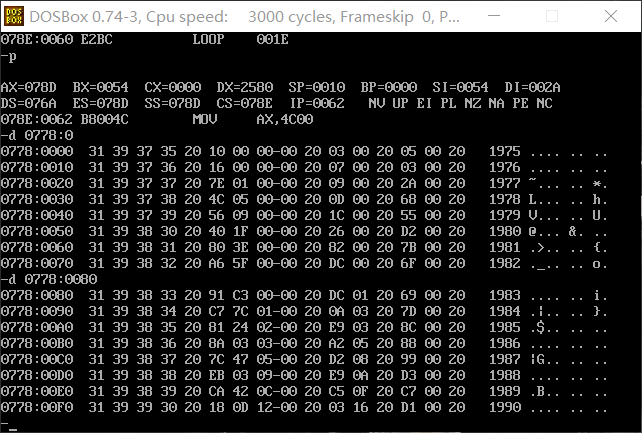 DOSBox 0.74-3, Cpu speed: 3000 cycles, Frameskip 0, P...
078E:0060 E2BC LOOP 001E
-p
AX=078D BX=0054 CX=0000 DX=2580 SP=0010 BP=0000 SI=0054 DI=002A
DS=076A ES=078D SS=078D CS=078E IP=0062 NV UP EI PL NZ NA PE NC
078E:0062 B8004C MOV AX,4C00
-d 0778:0
0778:0000 31 39 37 35 20 10 00 00-00 20 03 00 20 05 00 20 1975 .... .. ..
0778:0010 31 39 37 36 20 16 00 00-00 20 07 00 20 03 00 20 1976 .... .. ..
0778:0020 31 39 37 37 20 7E 01 00-00 20 09 00 20 2A 00 20 1977 ~... .. *.
0778:0030 31 39 37 38 20 4C 05 00-00 20 0D 00 20 68 00 20 1978 L... .. h.
0778:0040 31 39 37 39 20 56 09 00-00 20 1C 00 20 55 00 20 1979 V... .. U.
0778:0050 31 39 38 30 20 40 1F 00-00 20 26 00 20 D2 00 20 1980 @... &. ..
0778:0060 31 39 38 31 20 80 3E 00-00 20 82 00 20 7B 00 20 1981 .>.. .. {.
0778:0070 31 39 38 32 20 A6 5F 00-00 20 DC 00 20 6F 00 20 1982 ._.. .. o.
-d 0778:0080
0778:0080 31 39 38 33 20 91 C3 00-00 20 DC 01 20 69 00 20 1983 .... .. i.
0778:0090 31 39 38 34 20 C7 7C 01-00 20 0A 03 20 7D 00 20 1984 .|.. .. }.
0778:00A0 31 39 38 35 20 81 24 02-00 20 E9 03 20 8C 00 20 1985 .$.. .. ..
0778:00B0 31 39 38 36 20 8A 03 03-00 20 A2 05 20 88 00 20 1986 .... .. ..
0778:00C0 31 39 38 37 20 7C 47 05-00 20 D2 08 20 99 00 20 1987 |G.. .. ..
0778:00D0 31 39 38 38 20 EB 03 09-00 20 E9 0A 20 D3 00 20 1988 .... .. ..
0778:00E0 31 39 38 39 20 CA 42 0C-00 20 C5 0F 20 C7 00 20 1989 .B.. .. ..
0778:00F0 31 39 39 30 20 18 0D 12-00 20 03 16 20 D1 00 20 1990 .... .. ..
-_